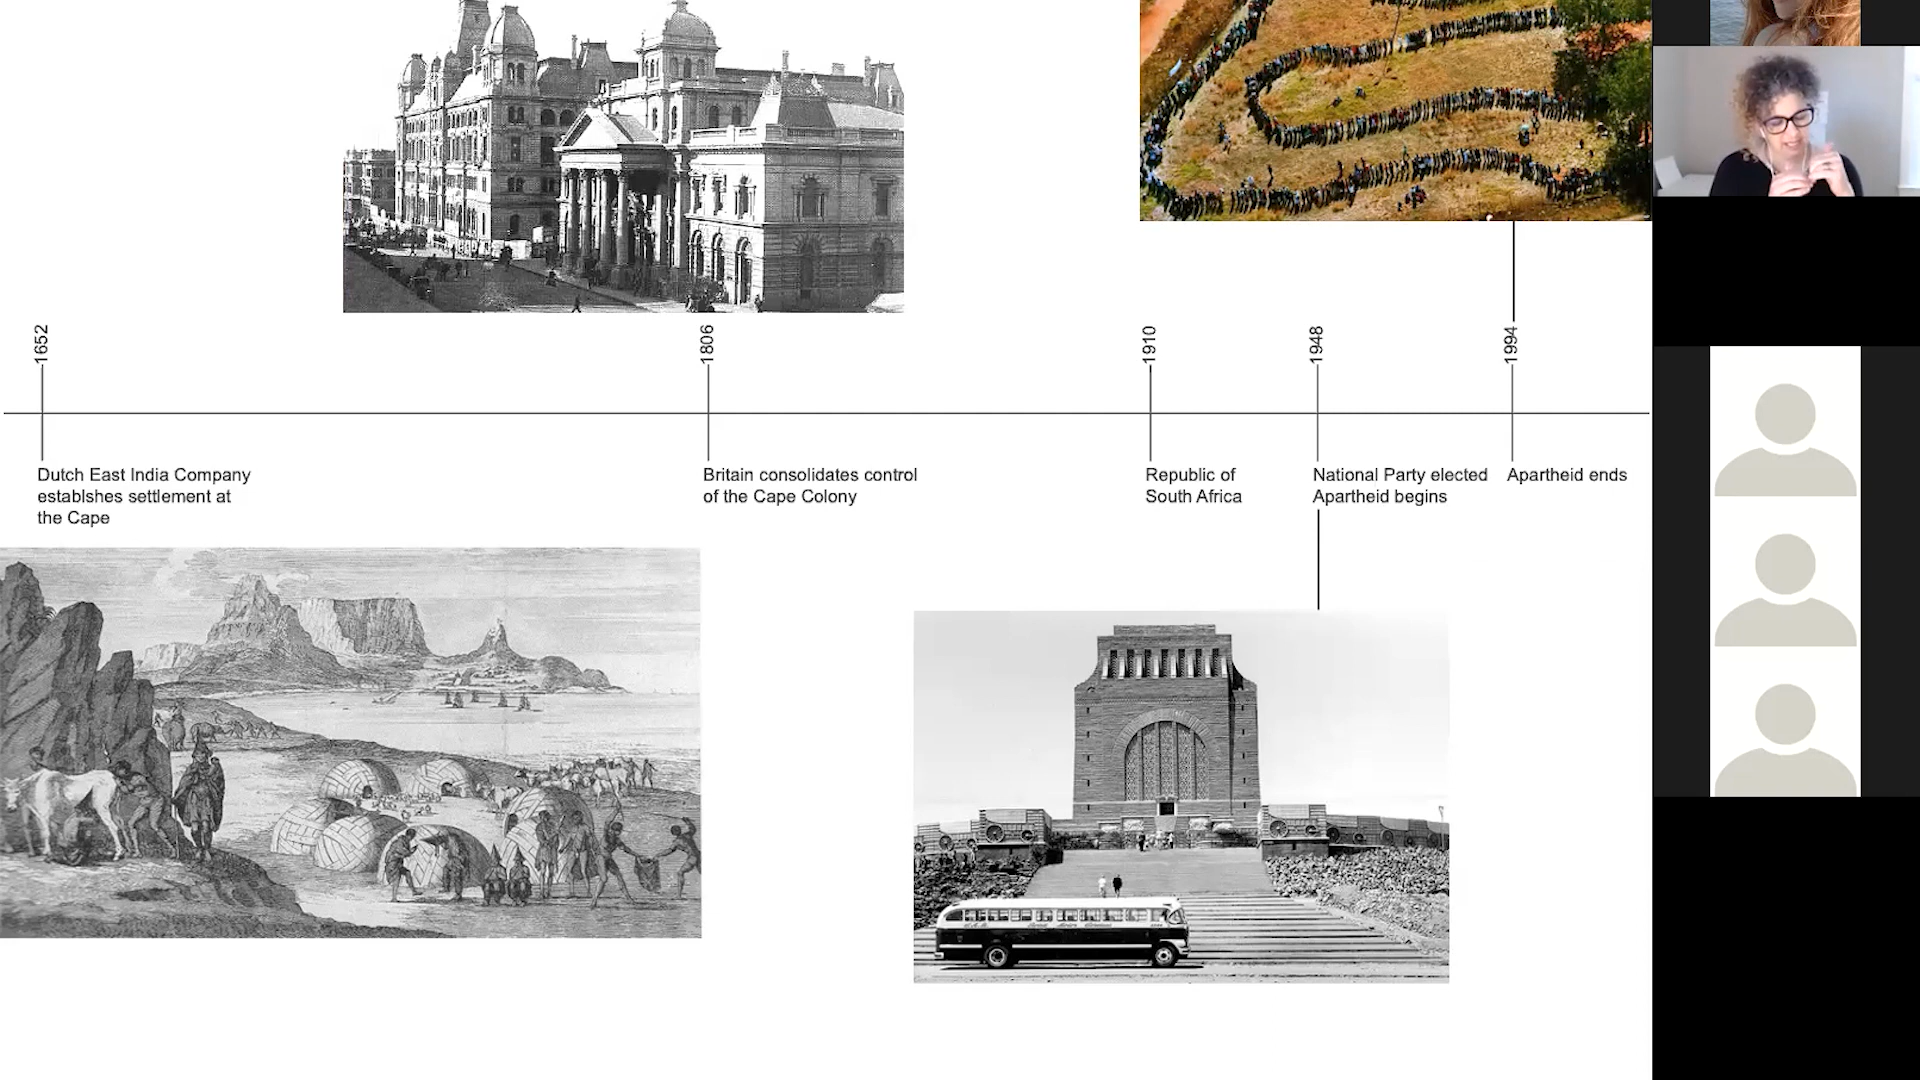 1652
1806
1910
1948
1994
Dutch East India Company
establshes settlement at
the Cape
Britain consolidates control
of the Cape Colony
Republic of
South Africa
National Party elected
Apartheid begins
Apartheid ends